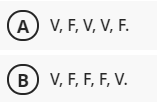 A V, F, V, V, F.
B V, F, F, F, V.